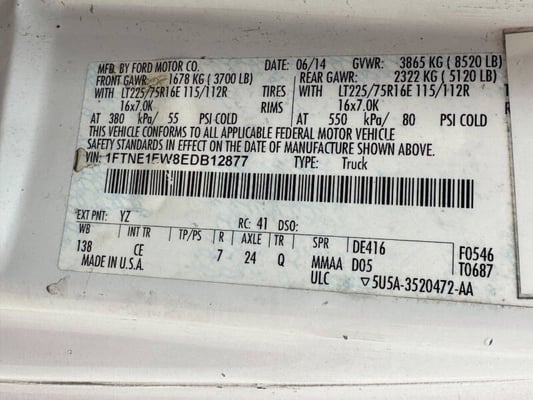 MFD. BY FORD MOTOR CO. DATE: 06/14 GVWR: 3865 KG ( 8520 LB)
FRONT GAWR: 1678 KG ( 3700 LB) REAR GAWR: 2322 KG ( 5120 LB)
WITH LT225/75R16E 115/112R TIRES WITH LT225/75R16E 115/112R
16x7.0K RIMS 16x7.0K
AT 380 kPa/ 55 PSI COLD AT 550 kPa/ 80 PSI COLD
THIS VEHICLE CONFORMS TO ALL APPLICABLE FEDERAL MOTOR VEHICLE
SAFETY STANDARDS IN EFFECT ON THE DATE OF MANUFACTURE SHOWN ABOVE.
VIN: 1FTNE1EW8EDB12877 TYPE: Truck
EXT PNT: YZ RC: 41 DSO:
WB INT TR TP/PS R AXLE TR SPR DE416 F0546
138 CE 7 24 Q MMAA D05 T0687
MADE IN U.S.A. ULC ▽5U5A-3520472-AA